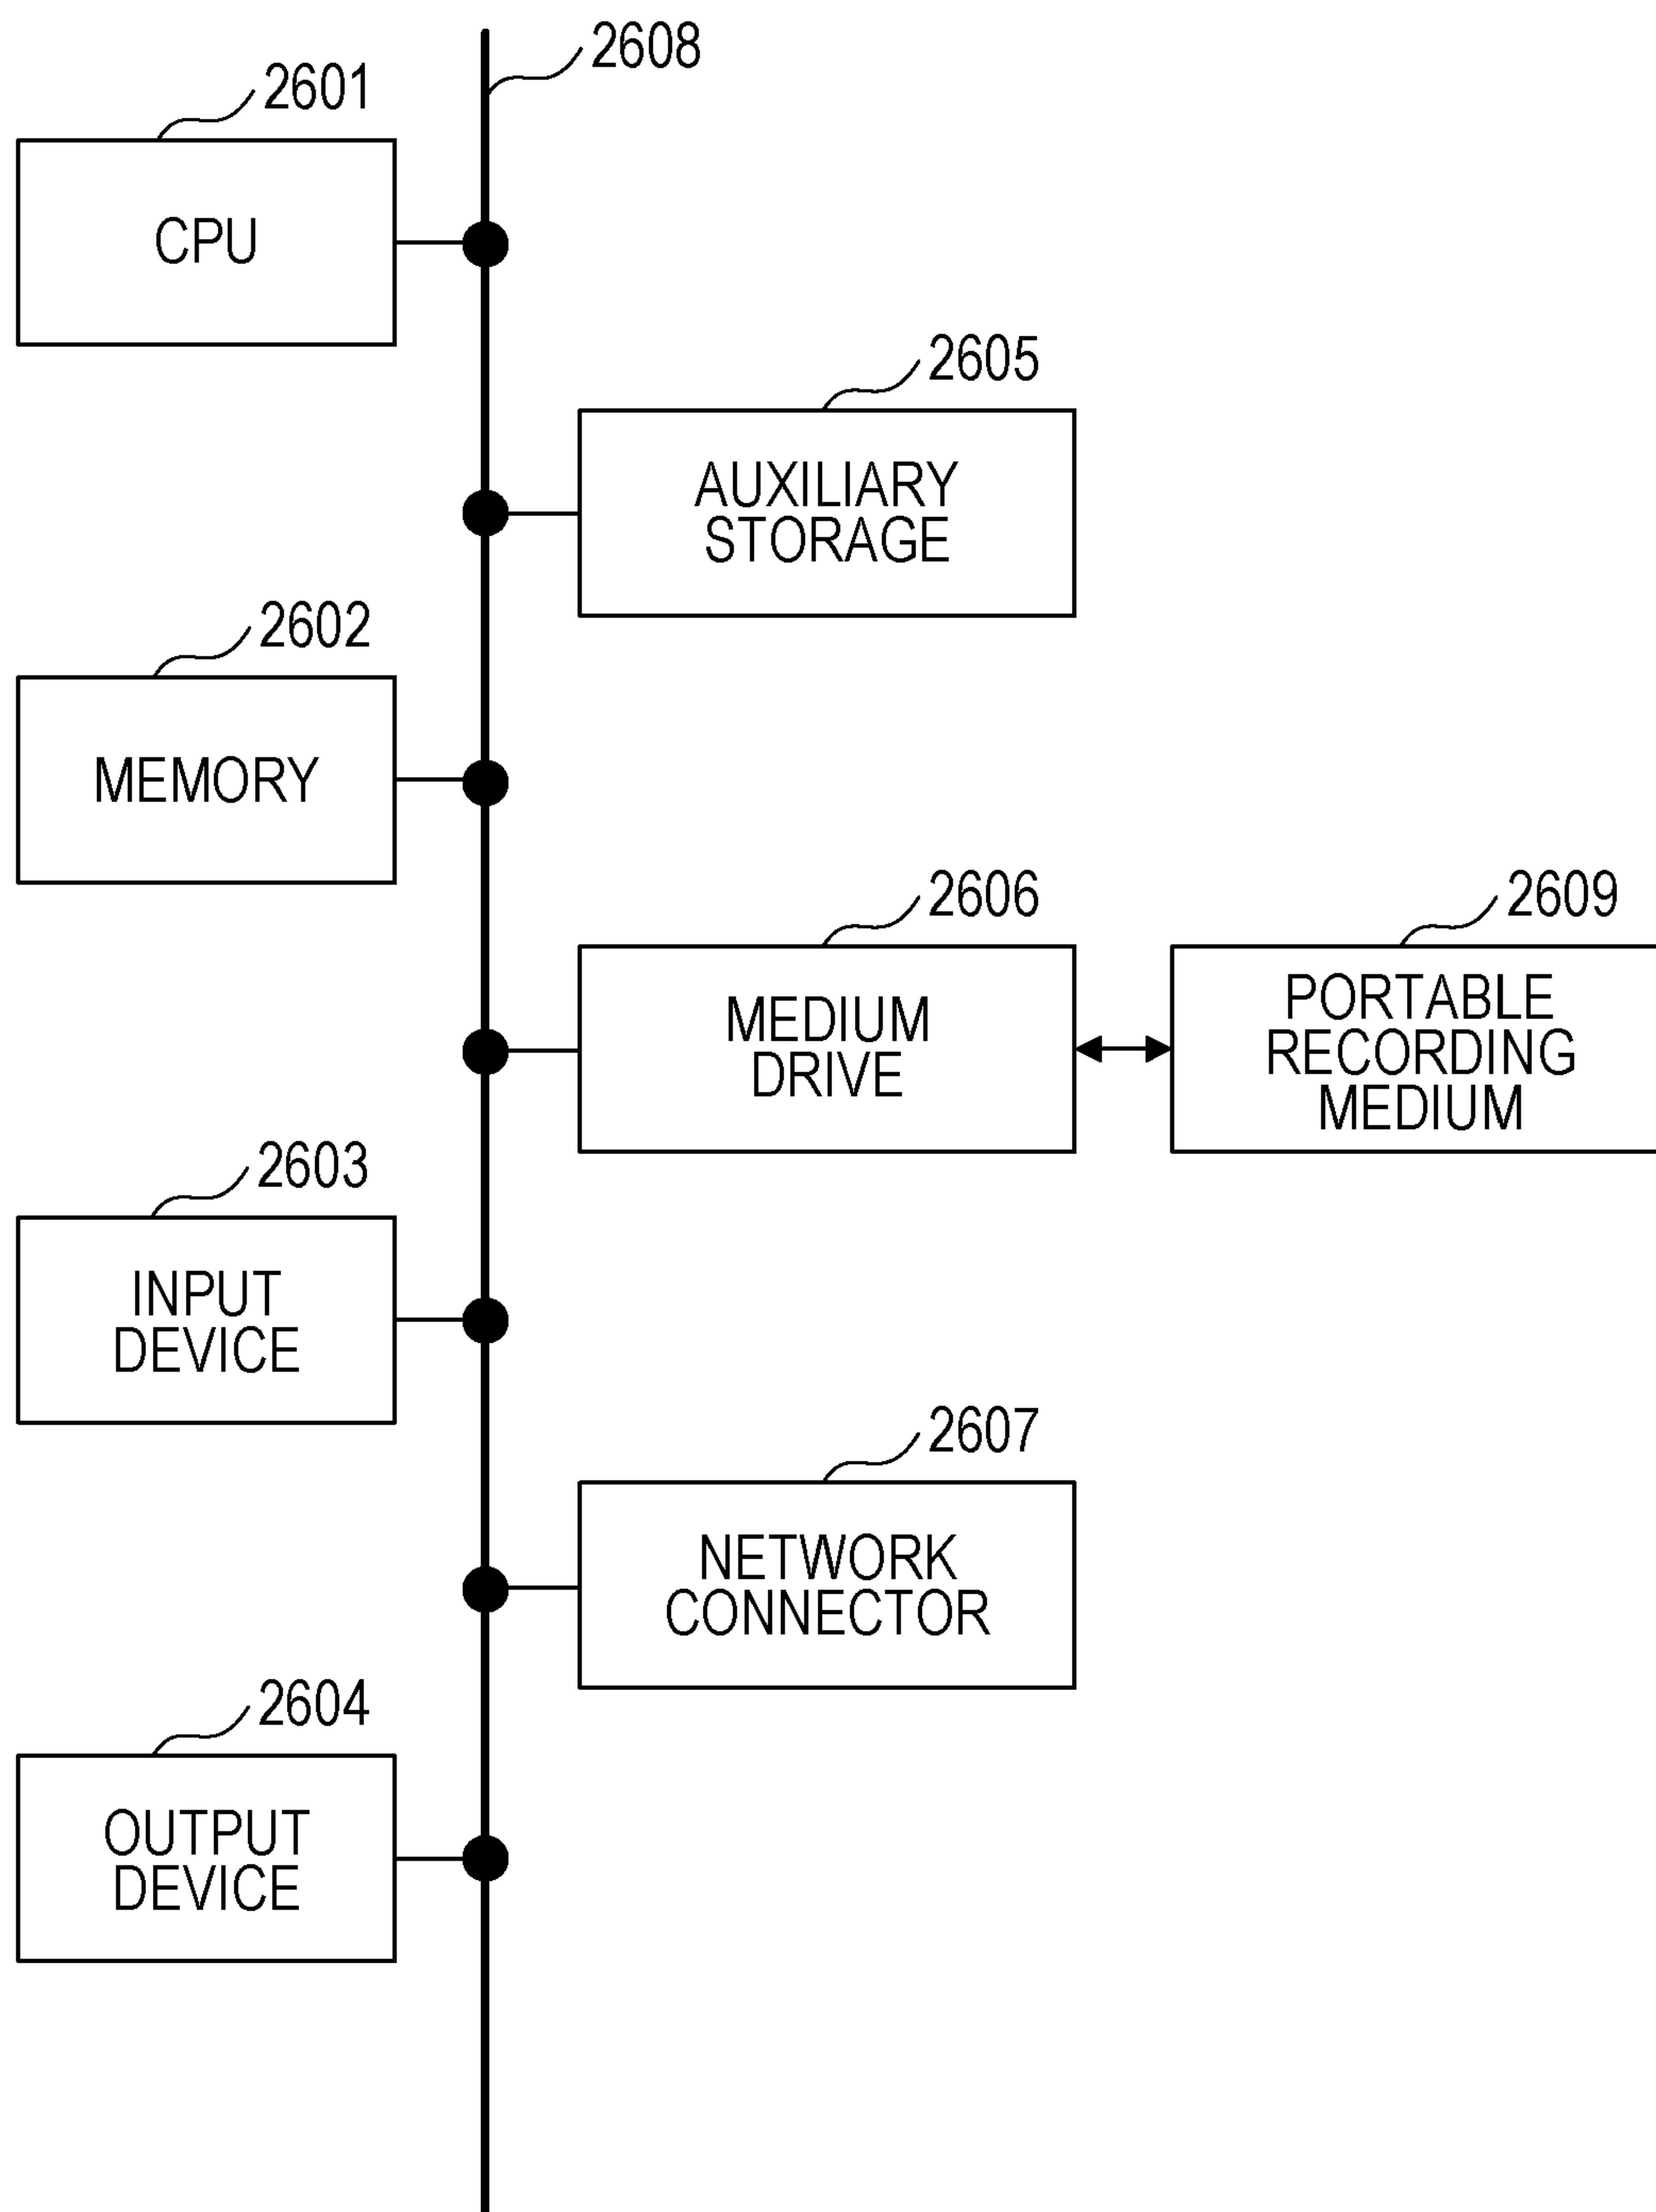 2608
2601
CPU
2605
AUXILIARY
STORAGE
2602
MEMORY
2606
MEDIUM
DRIVE
2609
PORTABLE
RECORDING
MEDIUM
2603
INPUT
DEVICE
2607
NETWORK
CONNECTOR
2604
OUTPUT
DEVICE